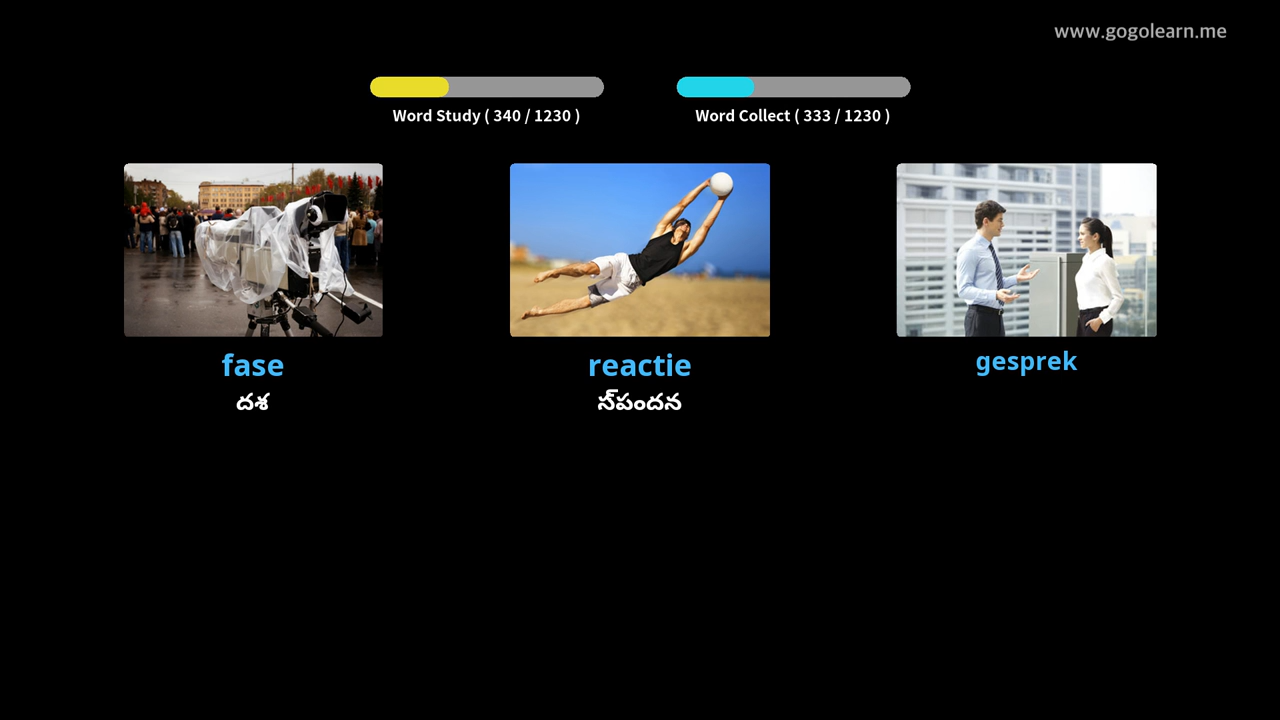 www.gogolearn.me
Word Study ( 340 / 1230 )
Word Collect ( 333 / 1230 )
fase
reactie
gesprek
దశ
స్‌పందన